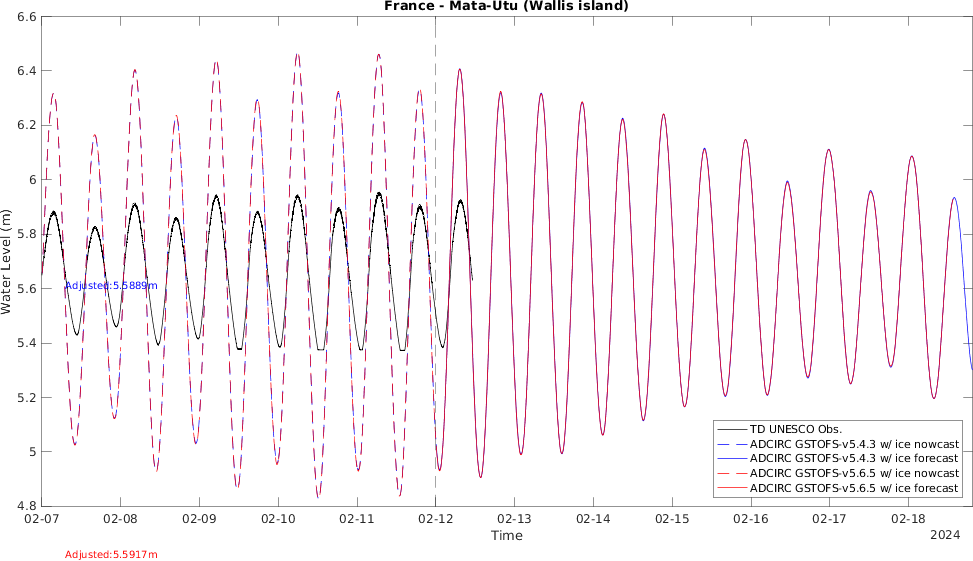 France - Mata-Utu (Wallis island)
6.6
6.4
6.2
6
5.8
5.6
5.4
5.2
5
4.8
Water Level (m)
Adjusted:5.5889m
TD UNESCO Obs.
ADCIRC GSTOFS-v5.4.3 w/ ice nowcast
ADCIRC GSTOFS-v5.4.3 w/ ice forecast
ADCIRC GSTOFS-v5.6.5 w/ ice nowcast
ADCIRC GSTOFS-v5.6.5 w/ ice forecast
02-07 02-08 02-09 02-10 02-11 02-12 02-13 02-14 02-15 02-16 02-17 02-18
Time
2024
Adjusted:5.5917m